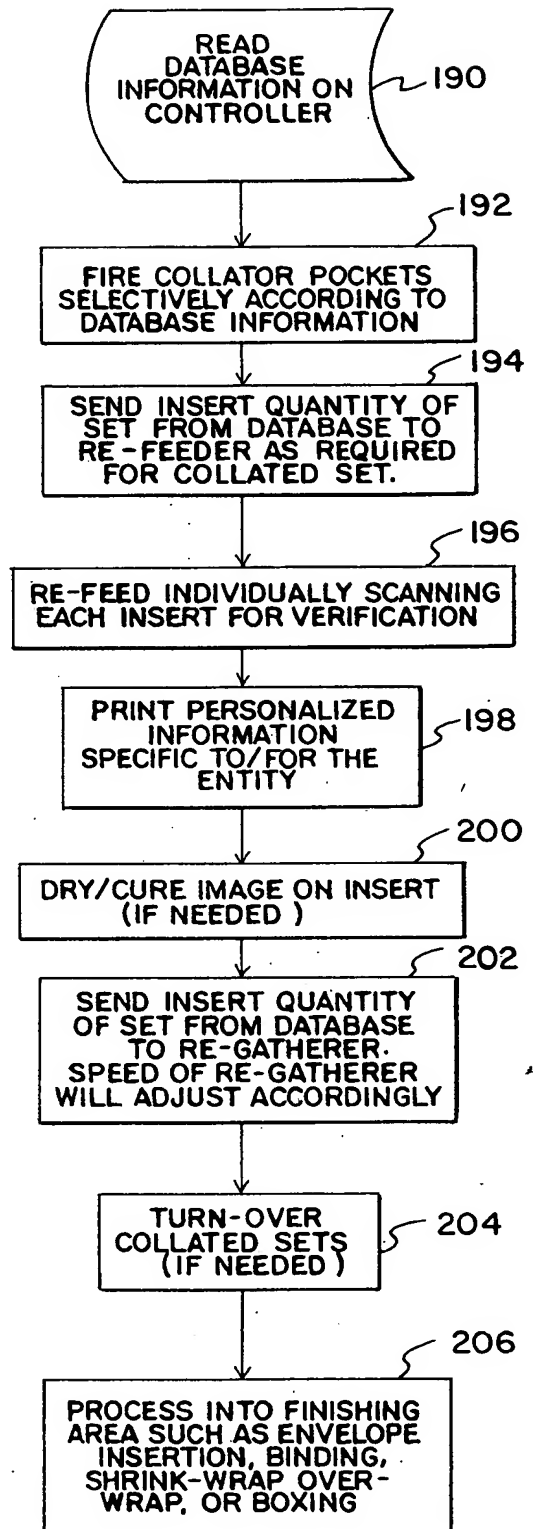 READ
DATABASE
INFORMATION ON
CONTROLLER
190
192
FIRE COLLATOR POCKETS
SELECTIVELY ACCORDING TO
DATABASE INFORMATION
194
SEND INSERT QUANTITY OF
SET FROM DATABASE TO
RE-FEEDER AS REQUIRED
FOR COLLATED SET.
196
RE-FEED INDIVIDUALLY SCANNING
EACH INSERT FOR VERIFICATION
PRINT PERSONALIZED
INFORMATION
SPECIFIC TO/FOR THE
ENTITY
198
200
DRY/CURE IMAGE ON INSERT
(IF NEEDED)
202
SEND INSERT QUANTITY
OF SET FROM DATABASE
TO RE-GATHERER.
SPEED OF RE-GATHERER
WILL ADJUST ACCORDINGLY
TURN-OVER
COLLATED SETS
(IF NEEDED)
204
206
PROCESS INTO FINISHING
AREA SUCH AS ENVELOPE
INSERTION, BINDING,
SHRINK-WRAP OVER-
WRAP, OR BOXING